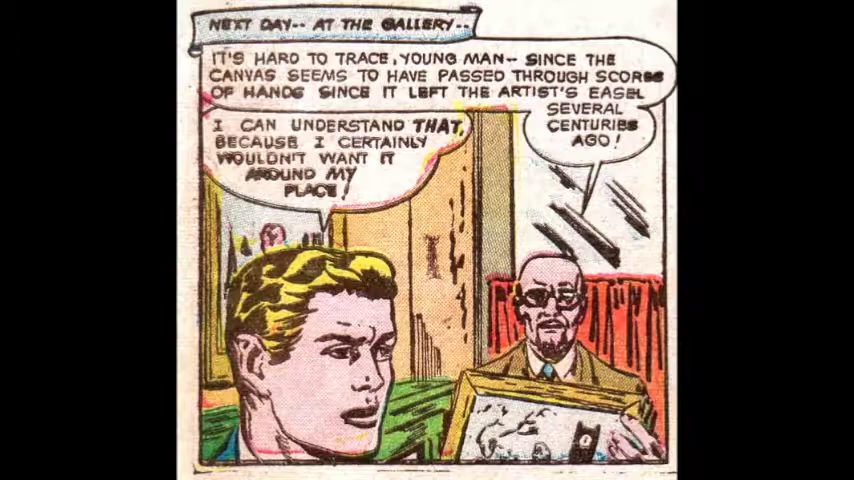 NEXT DAY-- AT THE GALLERY--
IT'S HARD TO TRACE, YOUNG MAN-- SINCE THE
CANVAS SEEMS TO HAVE PASSED THROUGH SCORES
OF HANDS SINCE IT LEFT THE ARTIST'S EASEL
SEVERAL
CENTURIES
AGO!
I CAN UNDERSTAND THAT,
BECAUSE I CERTAINLY
WOULDN'T WANT IT
AROUND MY
PLACE!